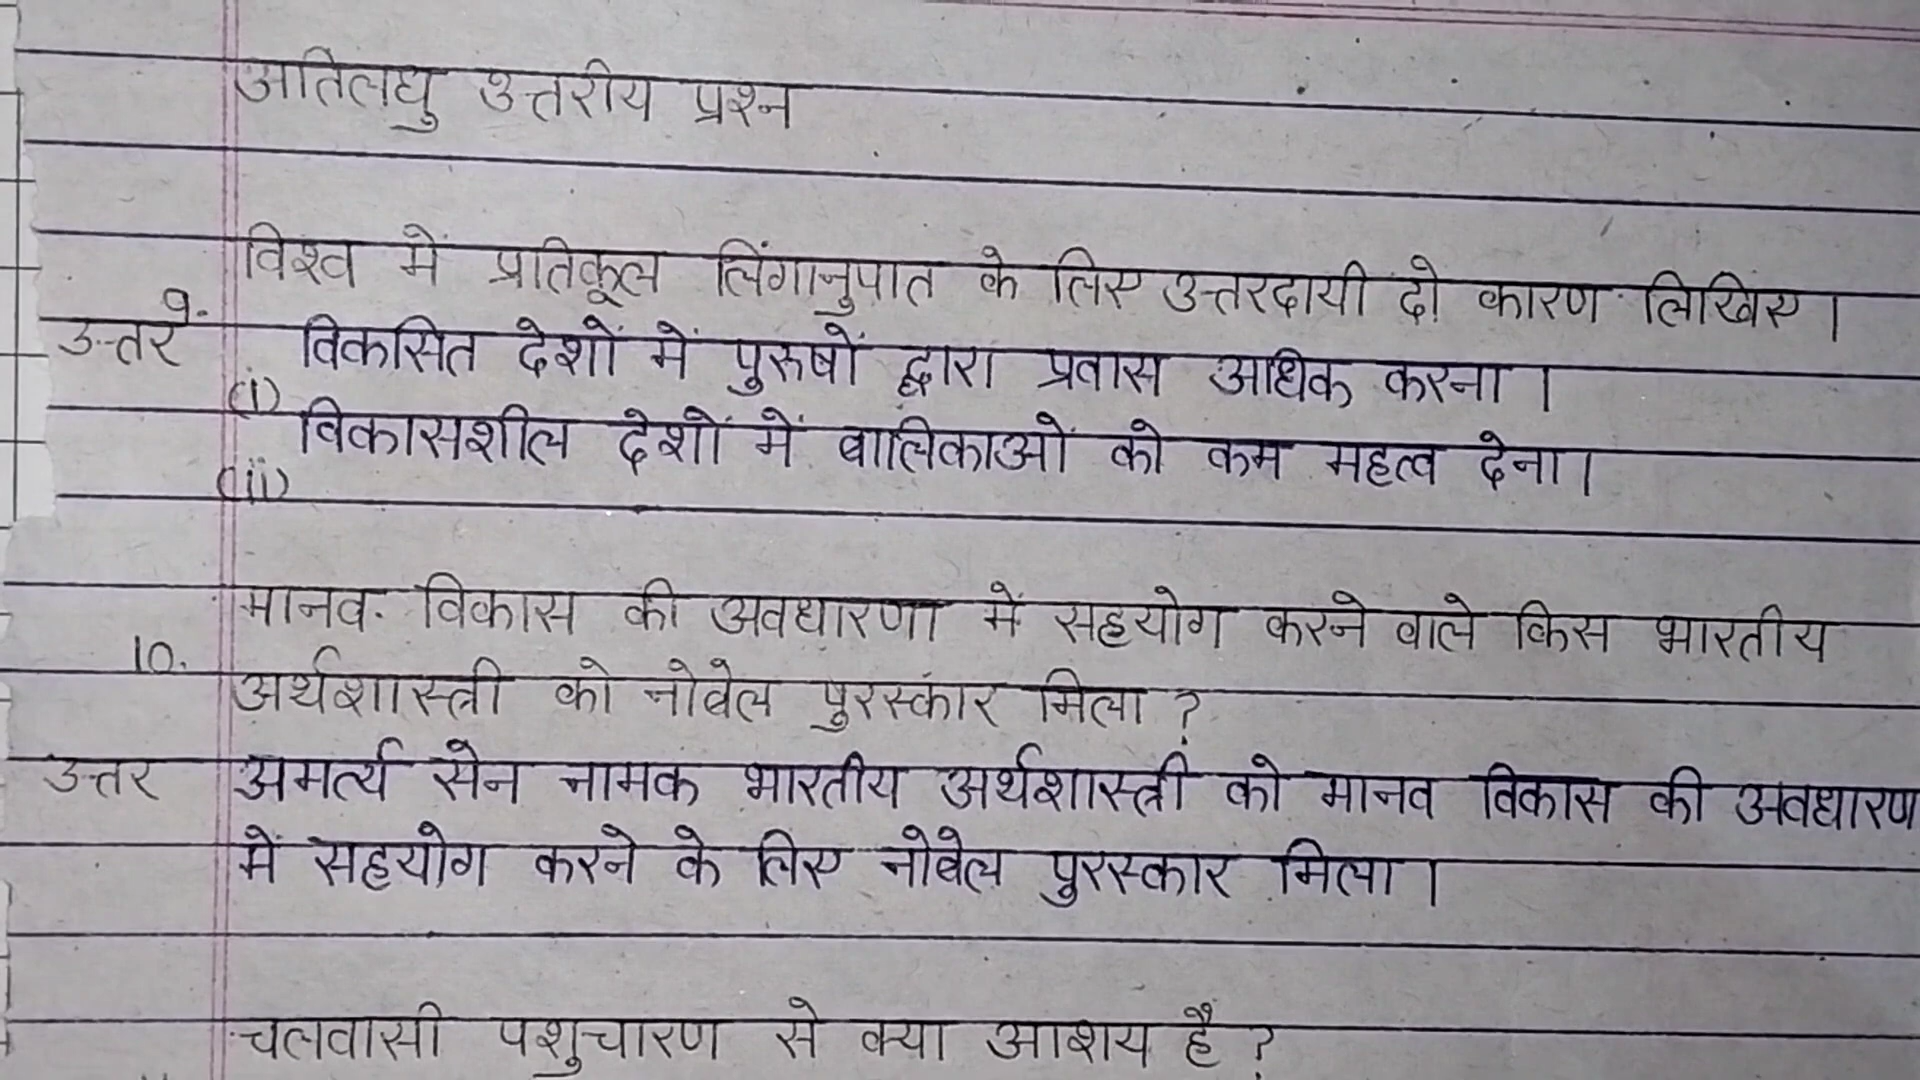 अतिलघु उत्तरीय प्रश्न
9. विश्व में प्रतिकूल लिंगानुपात के लिए उत्तरदायी दो कारण लिखिए।
उत्तर (i) विकसित देशों में पुरुषों द्वारा प्रवास अधिक करना।
(ii) विकासशील देशों में बालिकाओं को कम महत्व देना।
10. मानव विकास की अवधारणा में सहयोग करने वाले किस भारतीय
अर्थशास्त्री को नोबेल पुरस्कार मिला ?
उत्तर अमर्त्य सेन नामक भारतीय अर्थशास्त्री को मानव विकास की अवधारण
में सहयोग करने के लिए नोबेल पुरस्कार मिला।
चलवासी पशुचारण से क्या आशय है ?